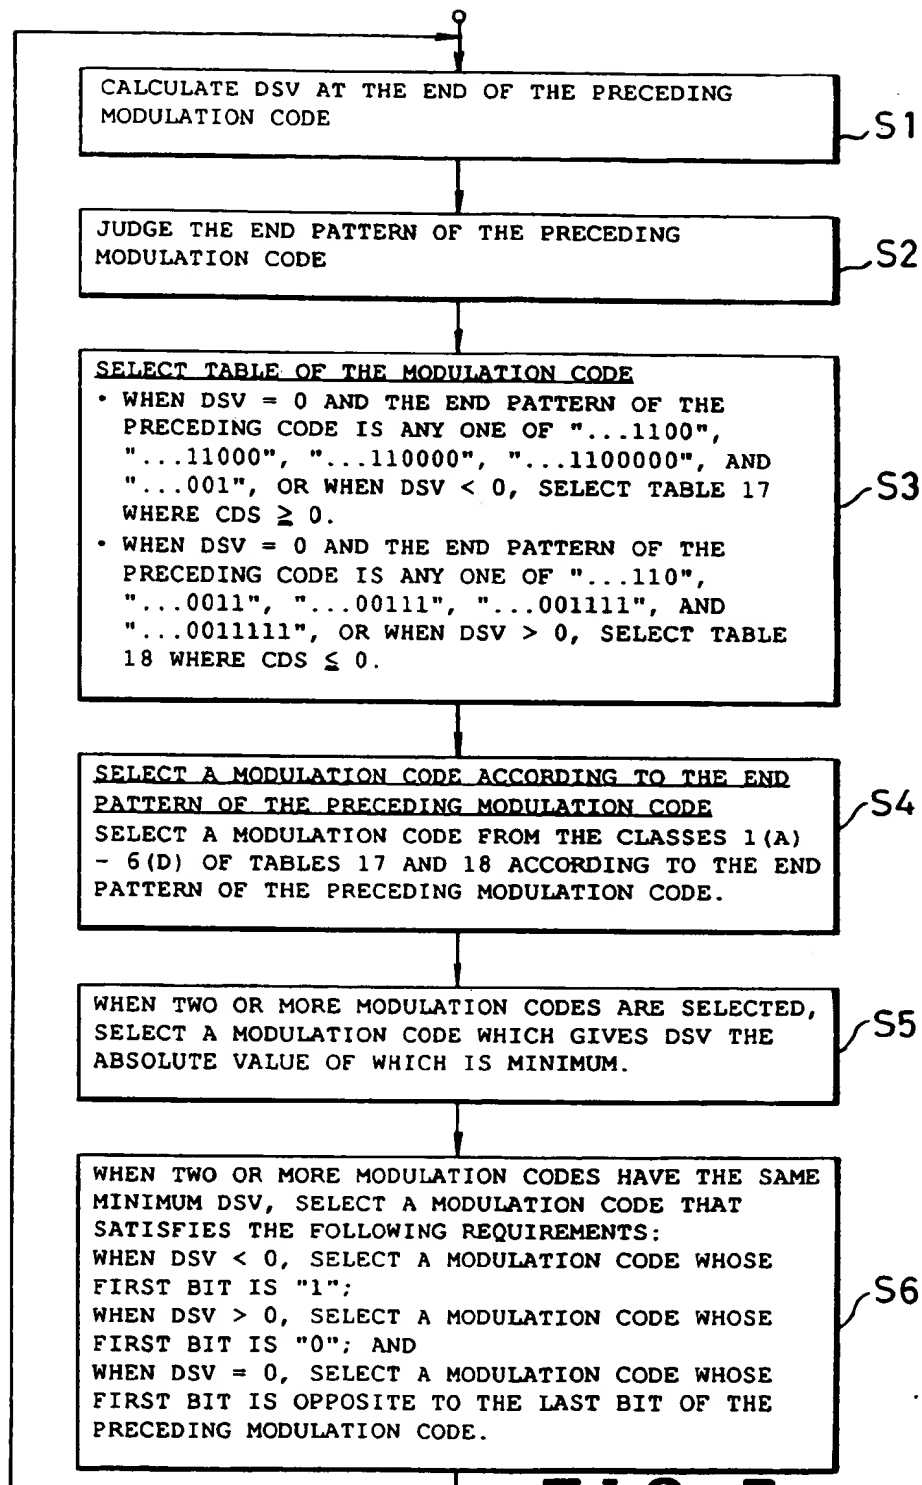 CALCULATE DSV AT THE END OF THE PRECEDING
MODULATION CODE
S1
JUDGE THE END PATTERN OF THE PRECEDING
MODULATION CODE
S2
SELECT TABLE OF THE MODULATION CODE
• WHEN DSV = 0 AND THE END PATTERN OF THE
PRECEDING CODE IS ANY ONE OF "...1100",
"...11000", "...110000", "...1100000", AND
"...001", OR WHEN DSV < 0, SELECT TABLE 17
WHERE CDS ≧ 0.
• WHEN DSV = 0 AND THE END PATTERN OF THE
PRECEDING CODE IS ANY ONE OF "...110",
"...0011", "...00111", "...001111", AND
"...0011111", OR WHEN DSV > 0, SELECT TABLE
18 WHERE CDS ≦ 0.
S3
SELECT A MODULATION CODE ACCORDING TO THE END
PATTERN OF THE PRECEDING MODULATION CODE
SELECT A MODULATION CODE FROM THE CLASSES 1(A)
- 6(D) OF TABLES 17 AND 18 ACCORDING TO THE END
PATTERN OF THE PRECEDING MODULATION CODE.
S4
WHEN TWO OR MORE MODULATION CODES ARE SELECTED,
SELECT A MODULATION CODE WHICH GIVES DSV THE
ABSOLUTE VALUE OF WHICH IS MINIMUM.
S5
WHEN TWO OR MORE MODULATION CODES HAVE THE SAME
MINIMUM DSV, SELECT A MODULATION CODE THAT
SATISFIES THE FOLLOWING REQUIREMENTS:
WHEN DSV < 0, SELECT A MODULATION CODE WHOSE
FIRST BIT IS "1";
WHEN DSV > 0, SELECT A MODULATION CODE WHOSE
FIRST BIT IS "0"; AND
WHEN DSV = 0, SELECT A MODULATION CODE WHOSE
FIRST BIT IS OPPOSITE TO THE LAST BIT OF THE
PRECEDING MODULATION CODE.
S6